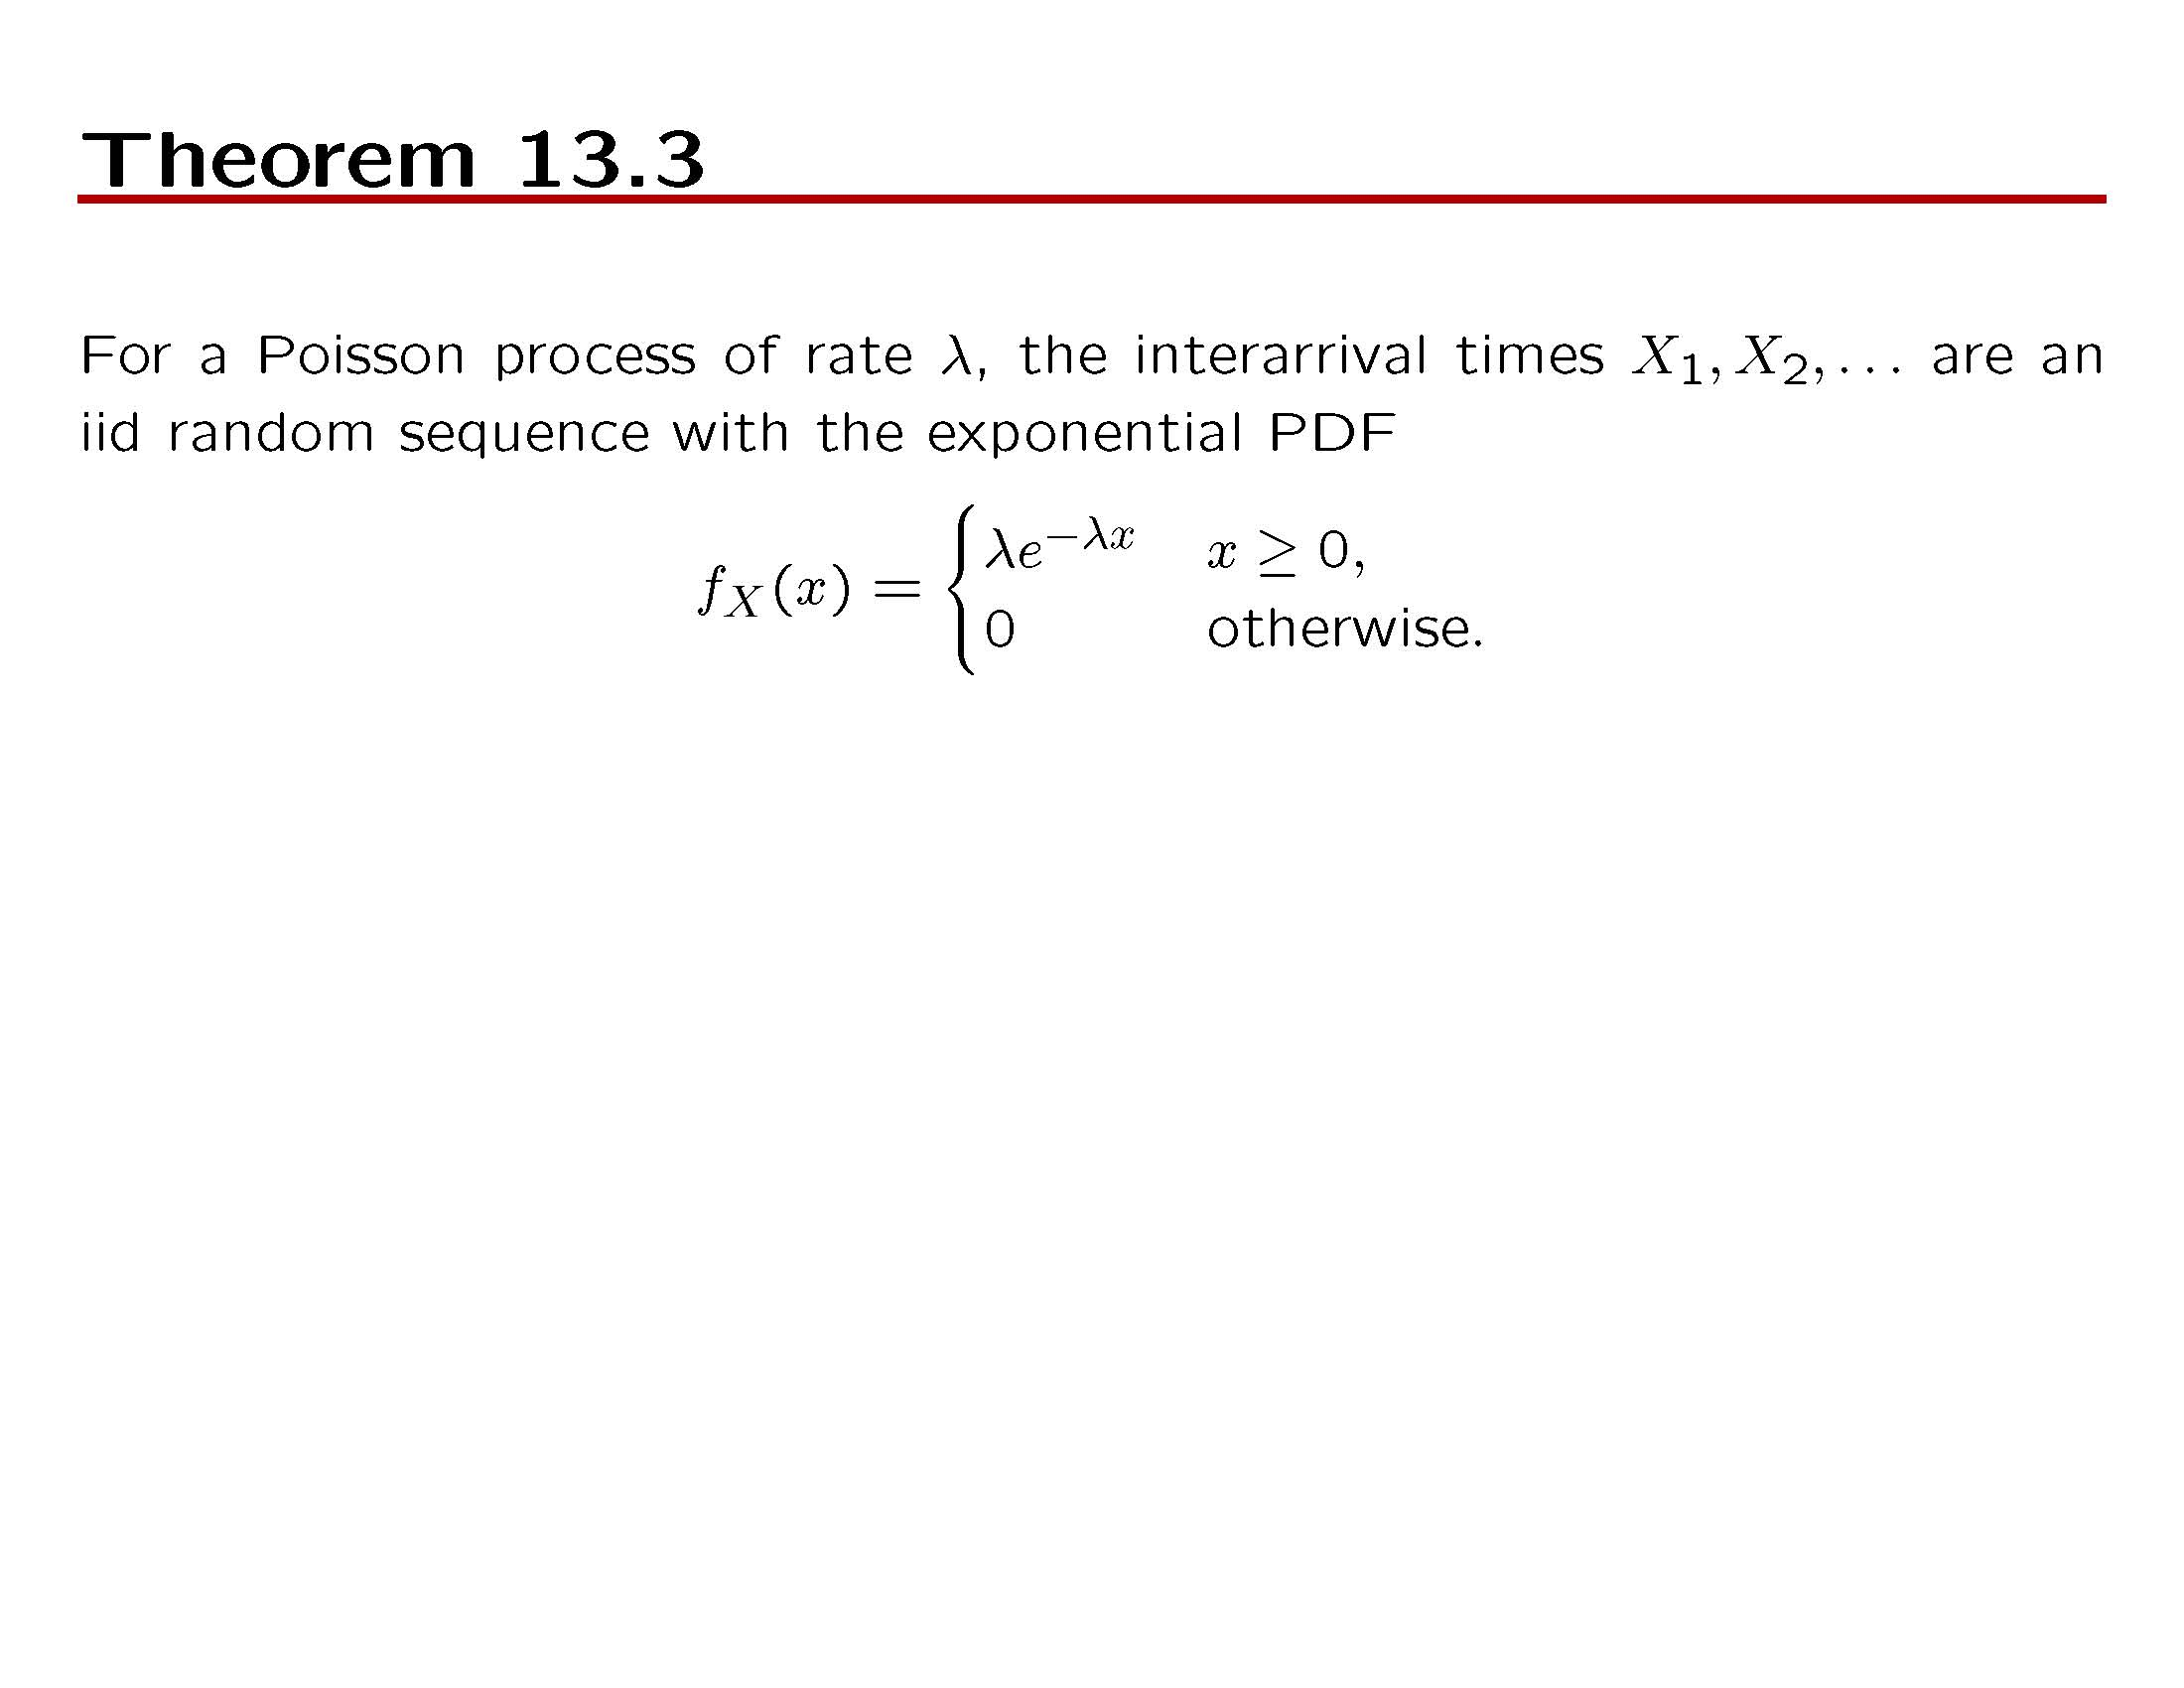 Theorem 13.3
For a Poisson process of rate λ, the interarrival times X₁, X₂, . . . are an
iid random sequence with the exponential PDF
f_X(x) = { λe^{−λx} x ≥ 0,
0 otherwise.